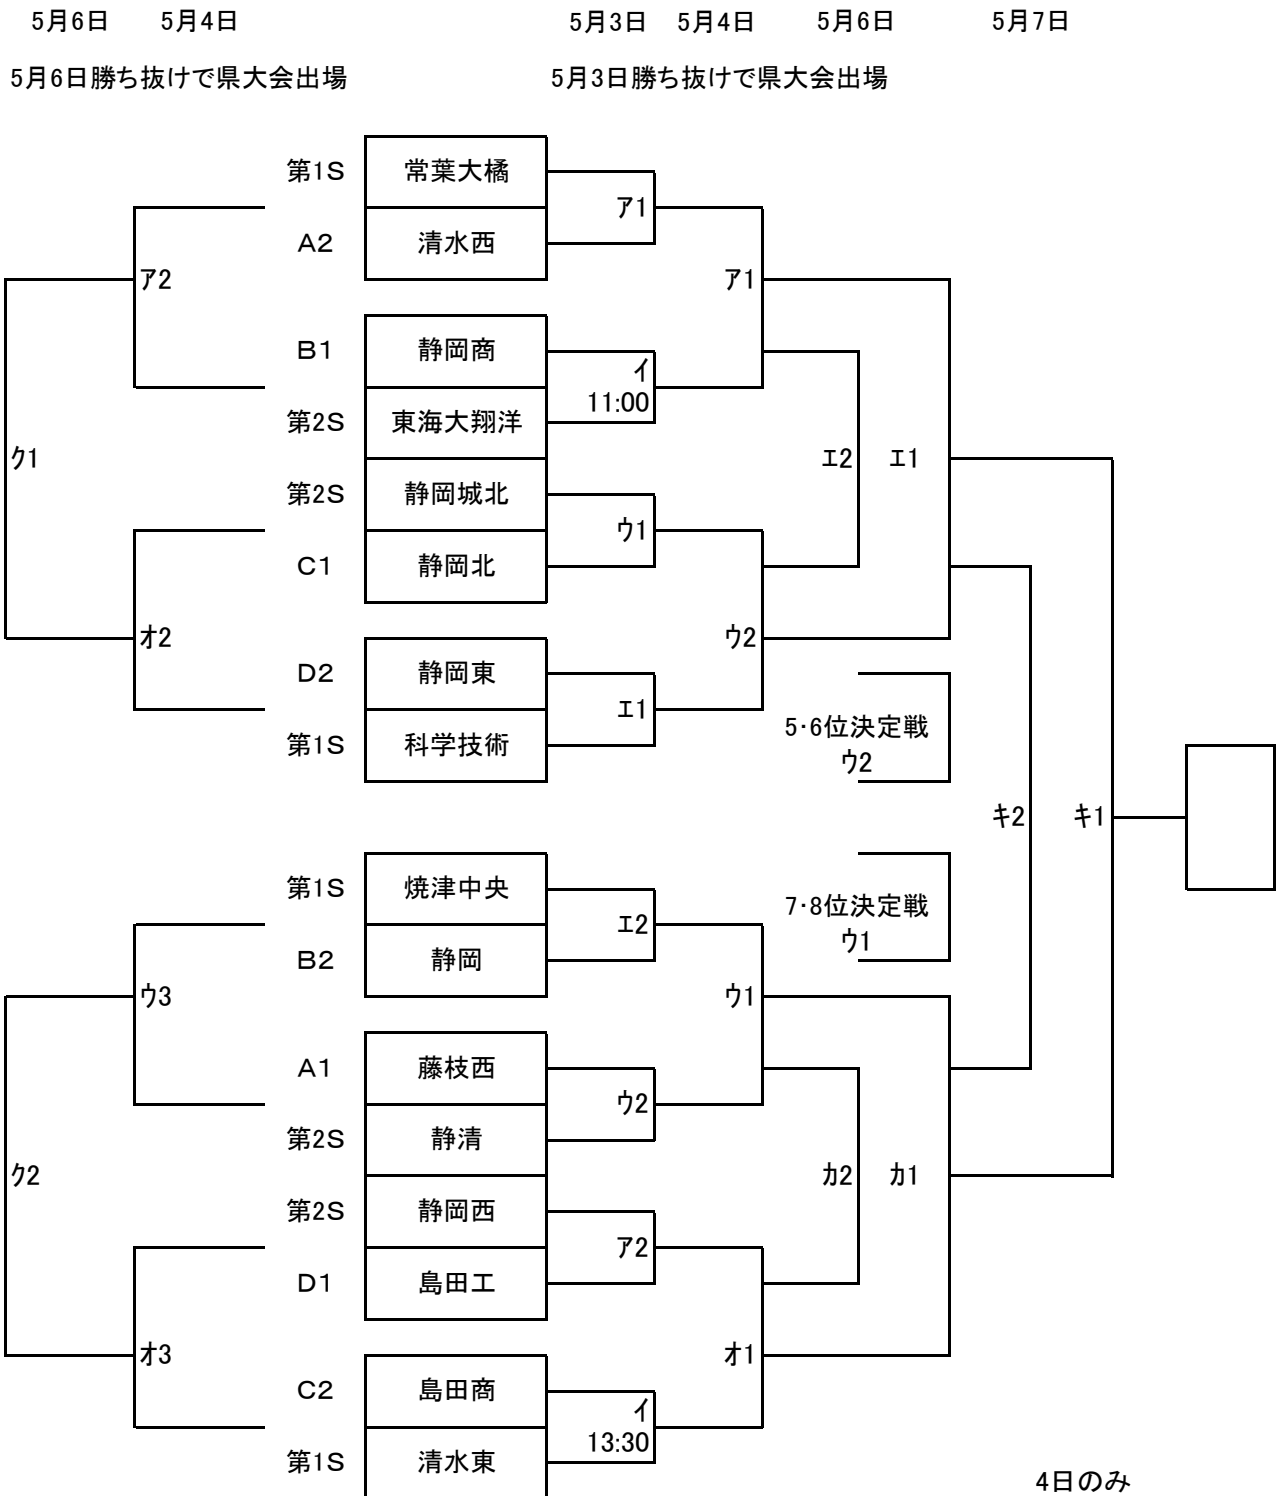 5月6日 5月4日 5月3日 5月4日 5月6日 5月7日
5月6日勝ち抜けで県大会出場 5月3日勝ち抜けで県大会出場
第1S 常葉大橘
ｱ1
A2 清水西
ｱ2 ｱ1
B1 静岡商
ｲ
11:00
第2S 東海大翔洋
ｸ1 ｴ2 ｴ1
第2S 静岡城北
ｳ1
C1 静岡北
ｵ2 ｳ2
D2 静岡東
ｴ1
第1S 科学技術
5･6位決定戦
ｳ2
ｷ2 ｷ1
第1S 焼津中央
7･8位決定戦
ｴ2
ｳ1
B2 静岡
ｳ3 ｳ1
A1 藤枝西
ｳ2
第2S 静清
ｸ2 ｶ2 ｶ1
第2S 静岡西
ｱ2
D1 島田工
ｵ3 ｵ1
C2 島田商
ｲ
13:30
第1S 清水東
4日のみ